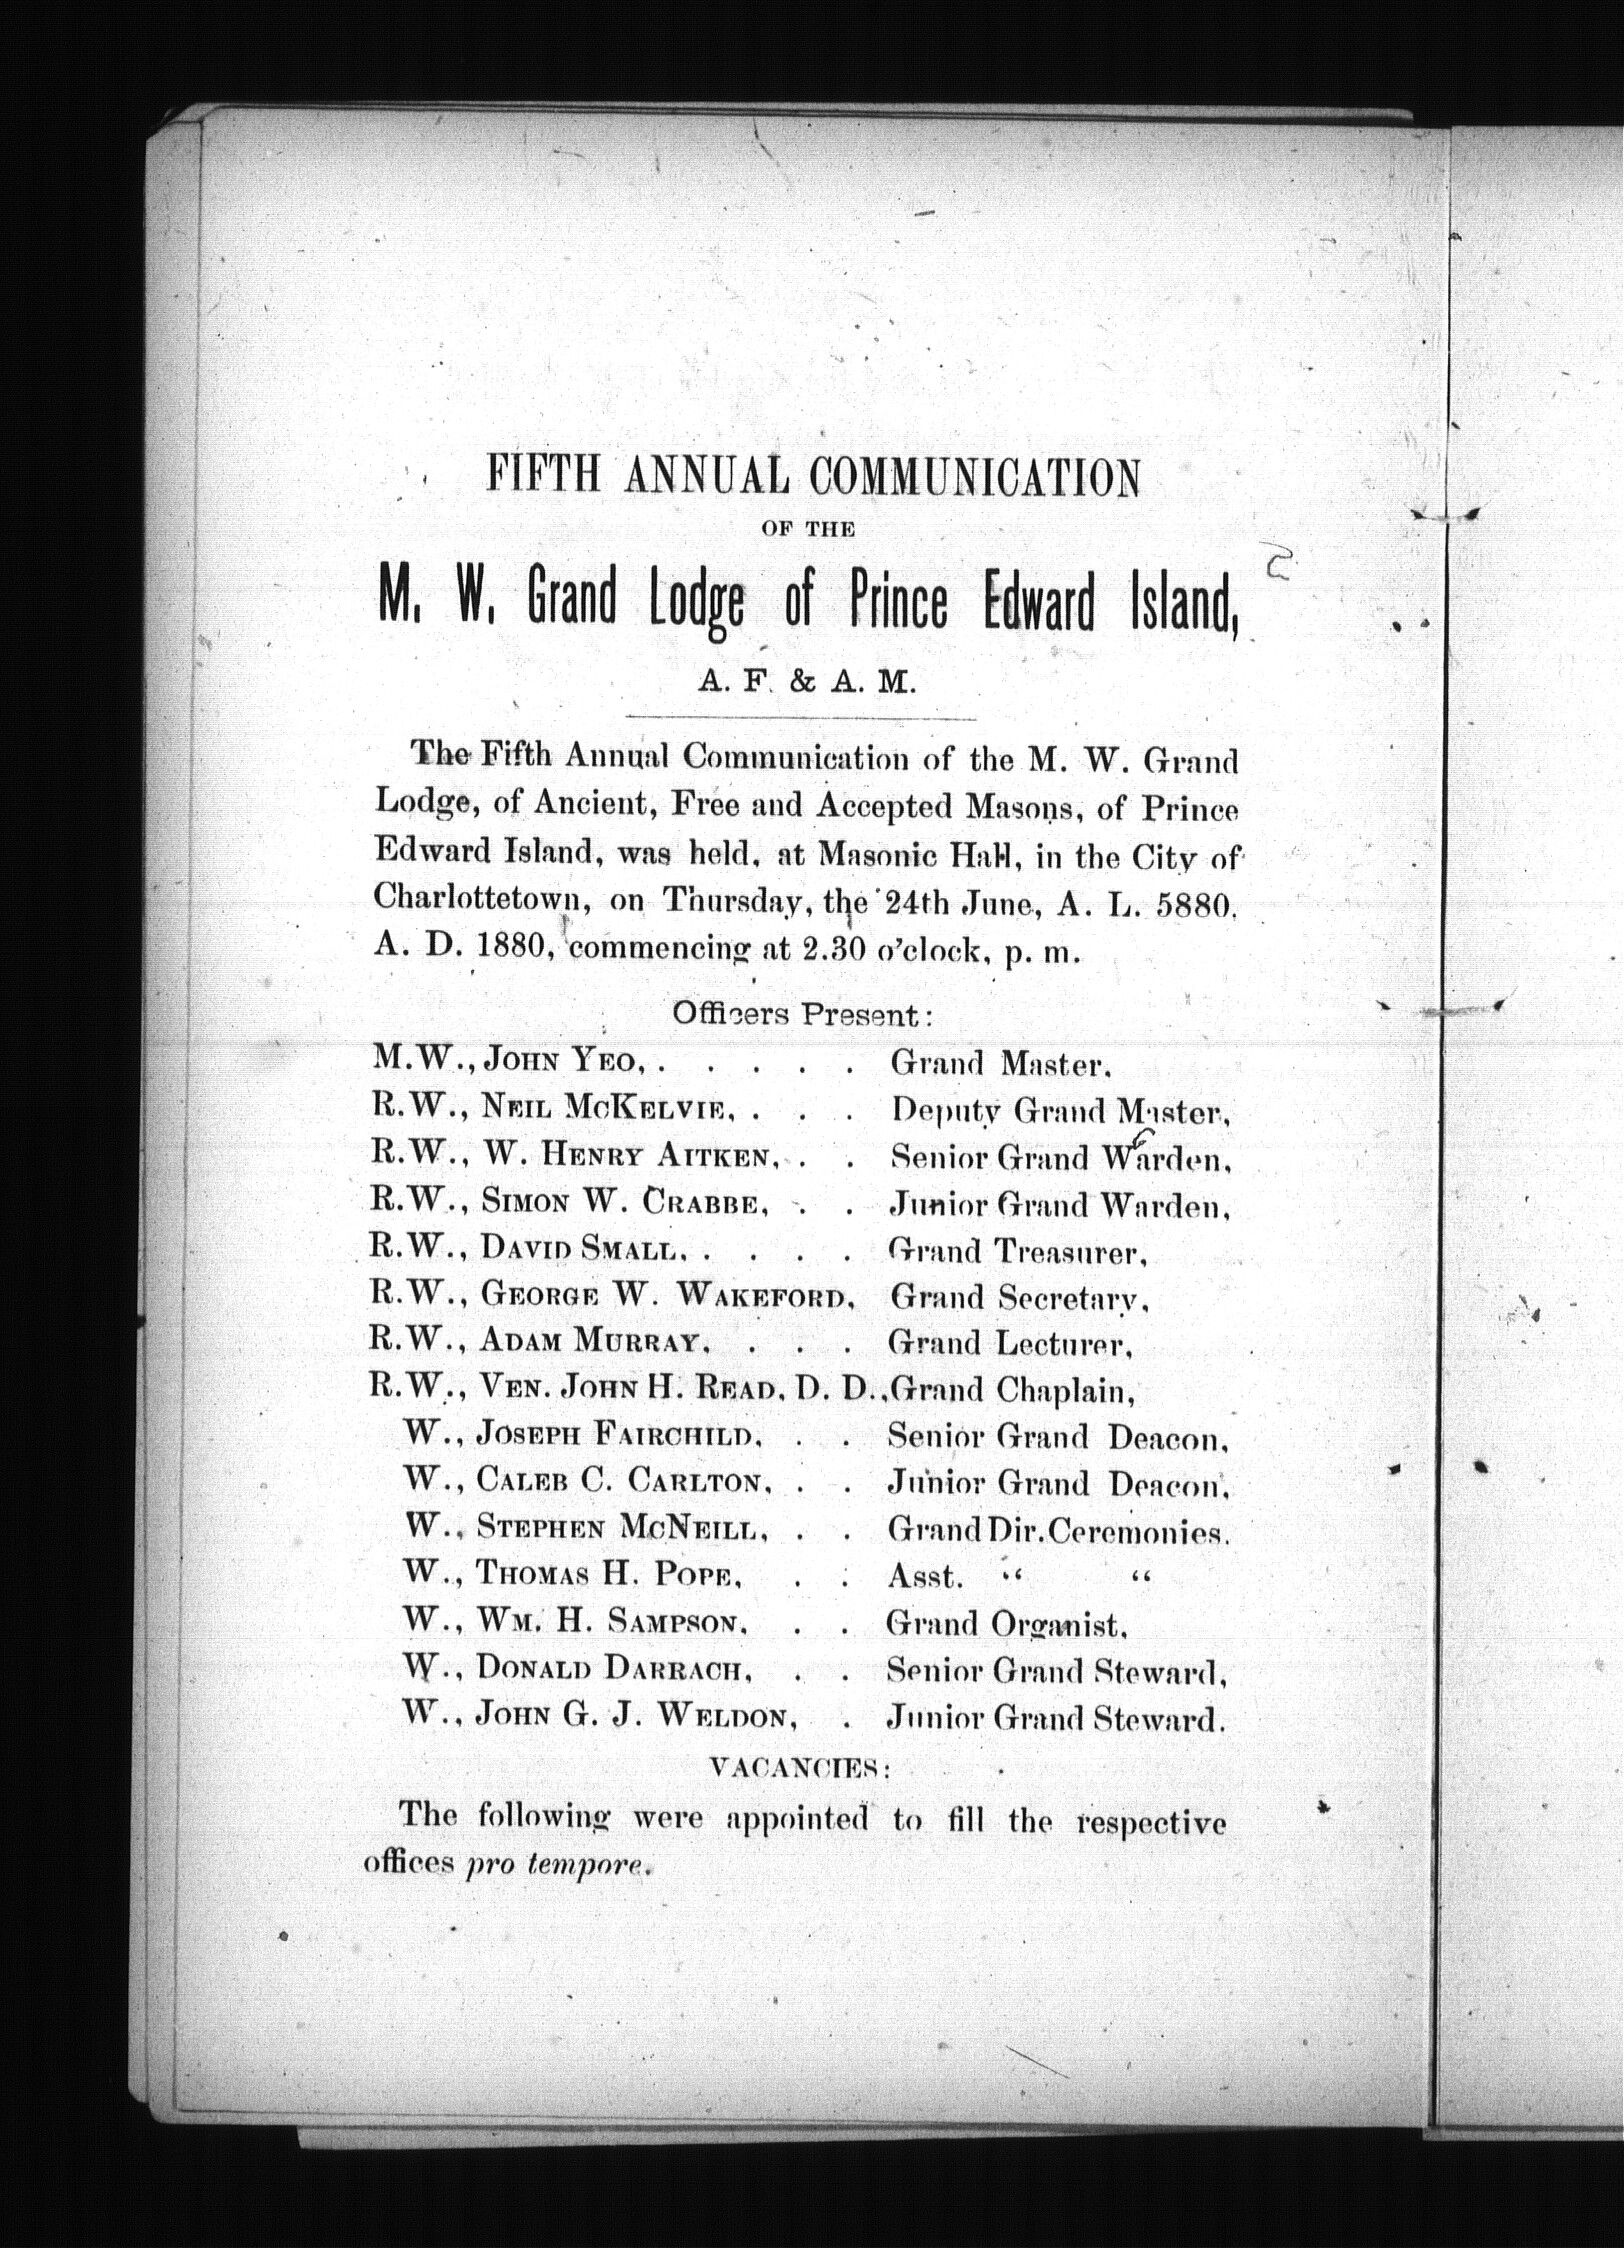 FIFTH ANNUAL COMMUNICATION
OF THE
M. W. Grand Lodge of Prince Edward Island,
A. F. & A. M.
The Fifth Annual Communication of the M. W. Grand
Lodge, of Ancient, Free and Accepted Masons, of Prince
Edward Island, was held, at Masonic Hall, in the City of
Charlottetown, on Thursday, the 24th June, A. L. 5880.
A. D. 1880, commencing at 2.30 o'clock, p. m.
Officers Present:
M.W., JOHN YEO, . . . . . Grand Master.
R.W., NEIL MCKELVIE, . . . Deputy Grand Master,
R.W., W. HENRY AITKEN, . . Senior Grand Warden,
R.W., SIMON W. CRABBE, . . Junior Grand Warden,
R.W., DAVID SMALL, . . . . Grand Treasurer,
R.W., GEORGE W. WAKEFORD, Grand Secretary,
R.W., ADAM MURRAY, . . . Grand Lecturer,
R.W., VEN. JOHN H. READ, D. D., Grand Chaplain,
W., JOSEPH FAIRCHILD, . . Senior Grand Deacon,
W., CALEB C. CARLTON, . . Junior Grand Deacon,
W., STEPHEN MCNEILL, . . Grand Dir. Ceremonies.
W., THOMAS H. POPE, . . Asst. " "
W., WM. H. SAMPSON, . . Grand Organist,
W., DONALD DARRACH, . . Senior Grand Steward,
W., JOHN G. J. WELDON, . Junior Grand Steward.
VACANCIES:
The following were appointed to fill the respective
offices pro tempore.